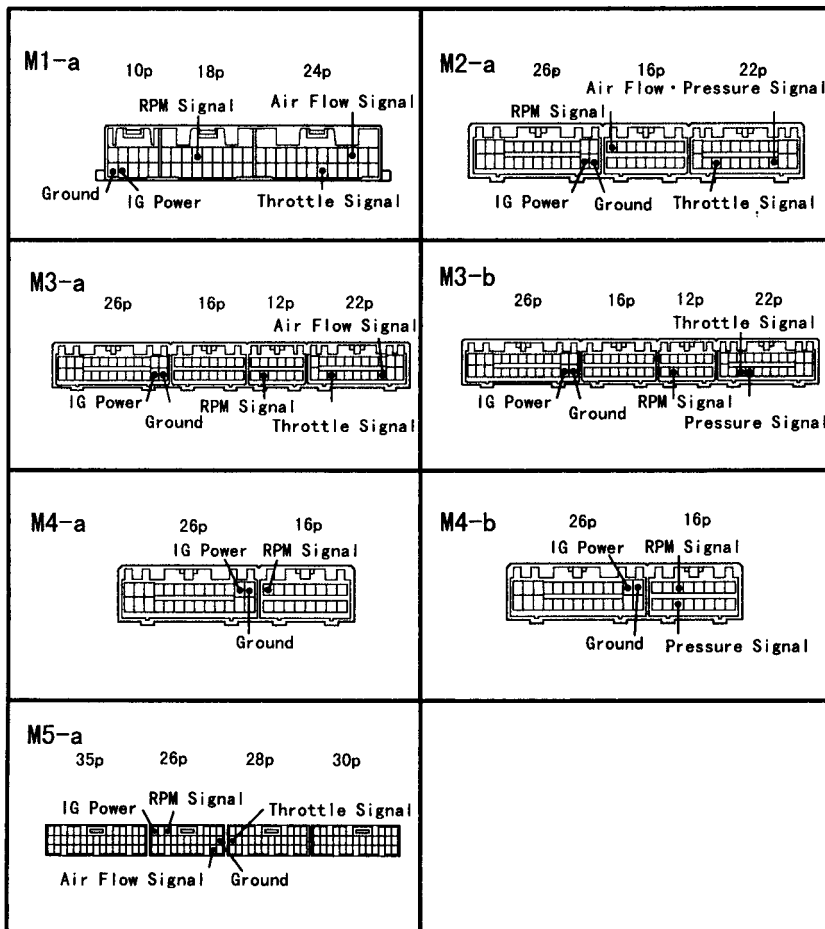 M1-a
10p 18p 24p
RPM Signal Air Flow Signal
Ground IG Power Throttle Signal
M2-a
26p 16p 22p
Air Flow・Pressure Signal
RPM Signal
IG Power Ground Throttle Signal
M3-a
26p 16p 12p 22p
Air Flow Signal
IG Power RPM Signal
Ground Throttle Signal
M3-b
26p 16p 12p 22p
Throttle Signal
IG Power RPM Signal
Ground Pressure Signal
M4-a
26p 16p
IG Power RPM Signal
Ground
M4-b
26p 16p
IG Power RPM Signal
Ground Pressure Signal
M5-a
35p 26p 28p 30p
IG Power RPM Signal Throttle Signal
Air Flow Signal Ground